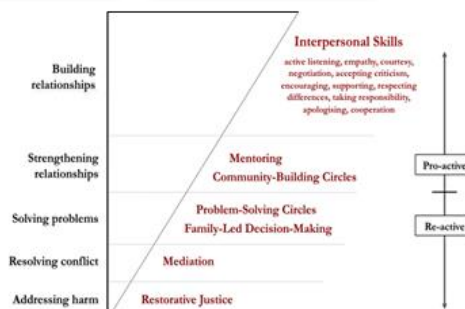 Interpersonal Skills
active listening, empathy, courtesy,
negotiation, accepting criticism,
encouraging, supporting, respecting
differences, taking responsibility,
apologising, cooperation
Building
relationships
Strengthening
relationships
Mentoring
Community-Building Circles
Pro-active
Solving problems
Problem-Solving Circles
Family-Led Decision-Making
Re-active
Resolving conflict
Mediation
Addressing harm
Restorative Justice